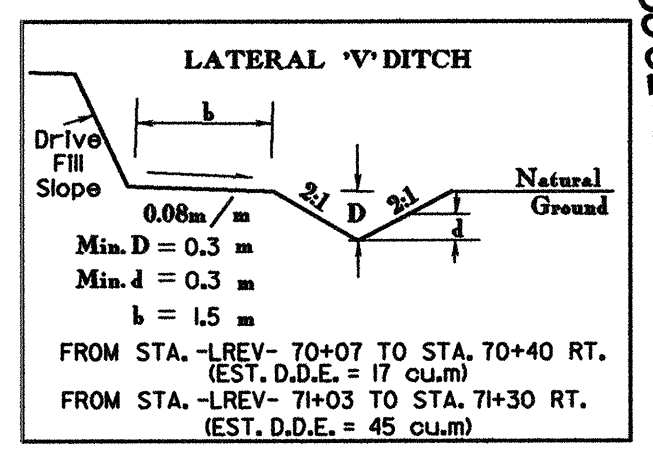 LATERAL 'V' DITCH
b
Drive
Fill
Slope
2:1
D
2:1
d
Natural
Ground
0.08m/m
Min. D = 0.3 m
Min. d = 0.3 m
b = 1.5 m
FROM STA. -LREV- 70+07 TO STA. 70+40 RT.
(EST. D.D.E. = 17 cu.m)
FROM STA. -LREV- 71+03 TO STA. 71+30 RT.
(EST. D.D.E. = 45 cu.m)